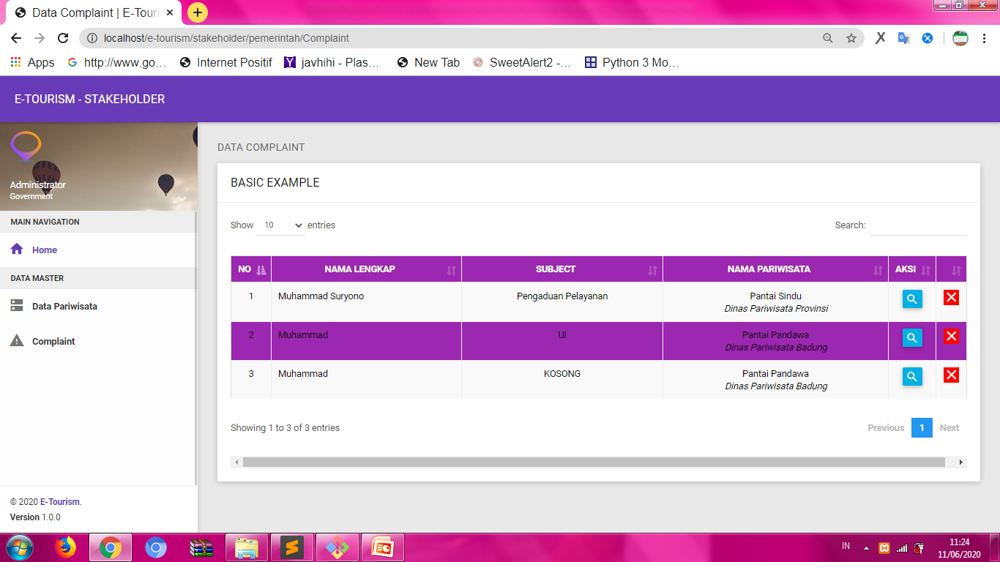 Data Complaint | E-Touri
localhost/e-tourism/stakeholder/pemerintah/Complaint
Apps http://www.go... Internet Positif javhihi - Plas... New Tab SweetAlert2 -... Python 3 Mo...
E-TOURISM - STAKEHOLDER
Administrator
Government
MAIN NAVIGATION
Home
DATA MASTER
Data Pariwisata
Complaint
© 2020 E-Tourism.
Version 1.0.0
DATA COMPLAINT
BASIC EXAMPLE
Show 10 entries Search:
NO NAMA LENGKAP SUBJECT NAMA PARIWISATA AKSI
1 Muhammad Suryono Pengaduan Pelayanan Pantai Sindu
Dinas Pariwisata Provinsi
2 Muhammad UI Pantai Pandawa
Dinas Pariwisata Badung
3 Muhammad KOSONG Pantai Pandawa
Dinas Pariwisata Badung
Showing 1 to 3 of 3 entries Previous 1 Next
IN 11:24
11/06/2020